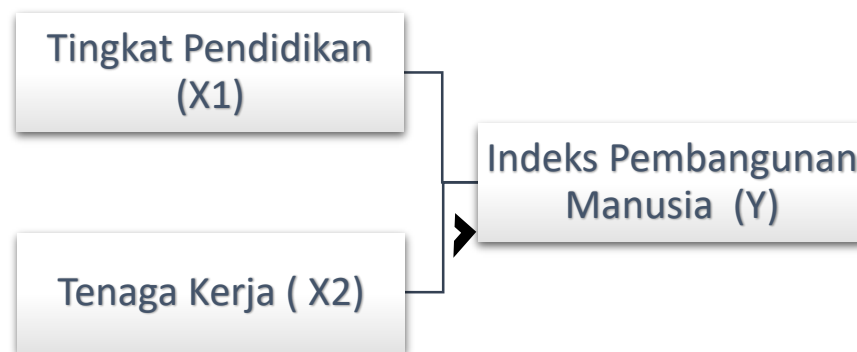 Tingkat Pendidikan
(X1)
Indeks Pembangunan
Manusia (Y)
Tenaga Kerja ( X2)